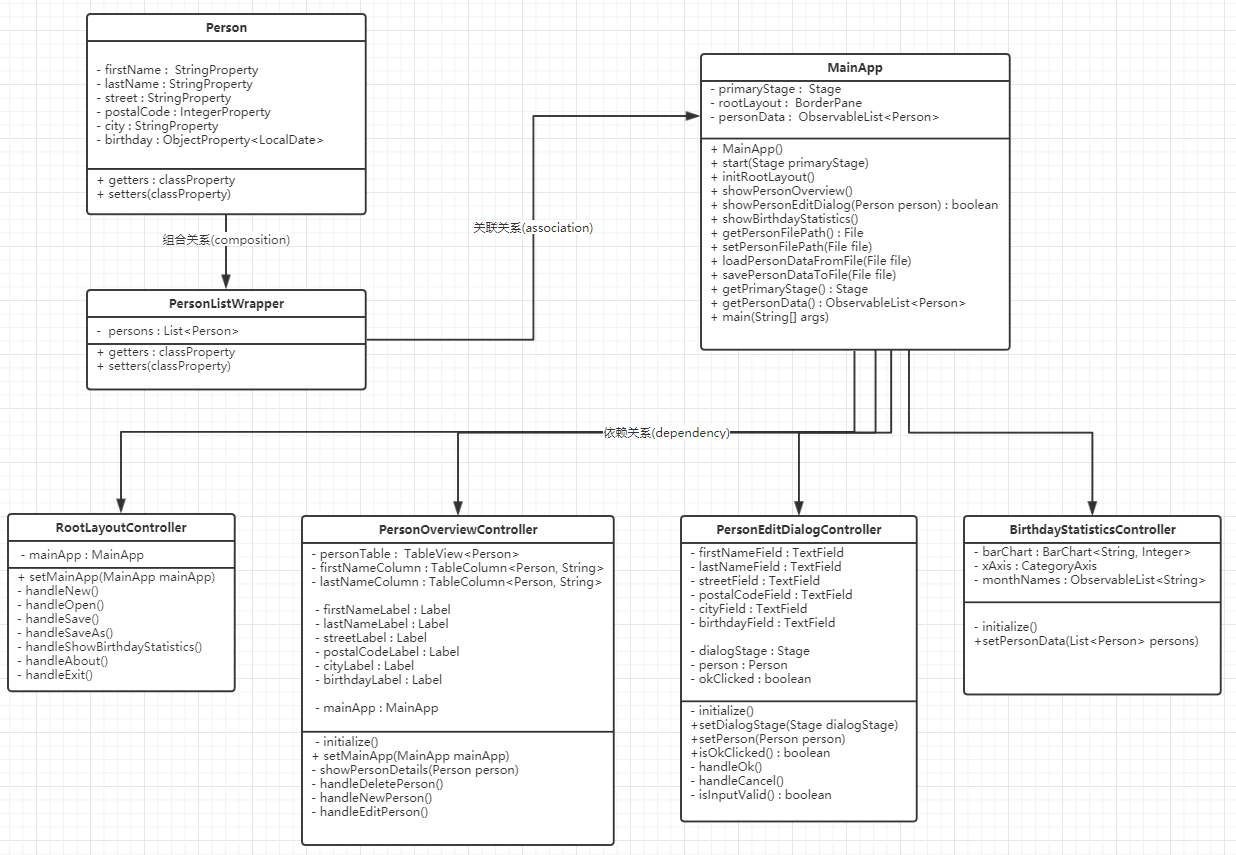 Person
- firstName : StringProperty
- lastName : StringProperty
- street : StringProperty
- postalCode : IntegerProperty
- city : StringProperty
- birthday : ObjectProperty<LocalDate>
+ getters : classProperty
+ setters(classProperty)
组合关系(composition)
PersonListWrapper
- persons : List<Person>
+ getters : classProperty
+ setters(classProperty)
关联关系(association)
MainApp
- primaryStage : Stage
- rootLayout : BorderPane
- personData : ObservableList<Person>
+ MainApp()
+ start(Stage primaryStage)
+ initRootLayout()
+ showPersonOverview()
+ showPersonEditDialog(Person person) : boolean
+ showBirthdayStatistics()
+ getPersonFilePath() : File
+ setPersonFilePath(File file)
+ loadPersonDataFromFile(File file)
+ savePersonDataToFile(File file)
+ getPrimaryStage() : Stage
+ getPersonData() : ObservableList<Person>
+ main(String[] args)
依赖关系(dependency)
RootLayoutController
- mainApp : MainApp
+ setMainApp(MainApp mainApp)
- handleNew()
- handleOpen()
- handleSave()
- handleSaveAs()
- handleShowBirthdayStatistics()
- handleAbout()
- handleExit()
PersonOverviewController
- personTable : TableView<Person>
- firstNameColumn : TableColumn<Person, String>
- lastNameColumn : TableColumn<Person, String>
- firstNameLabel : Label
- lastNameLabel : Label
- streetLabel : Label
- postalCodeLabel : Label
- cityLabel : Label
- birthdayLabel : Label
- mainApp : MainApp
- initialize()
+ setMainApp(MainApp mainApp)
- showPersonDetails(Person person)
- handleDeletePerson()
- handleNewPerson()
- handleEditPerson()
PersonEditDialogController
- firstNameField : TextField
- lastNameField : TextField
- streetField : TextField
- postalCodeField : TextField
- cityField : TextField
- birthdayField : TextField
- dialogStage : Stage
- person : Person
- okClicked : boolean
- initialize()
+setDialogStage(Stage dialogStage)
+setPerson(Person person)
+isOkClicked() : boolean
- handleOk()
- handleCancel()
- isInputValid() : boolean
BirthdayStatisticsController
- barChart : BarChart<String, Integer>
- xAxis : CategoryAxis
- monthNames : ObservableList<String>
- initialize()
+setPersonData(List<Person> persons)